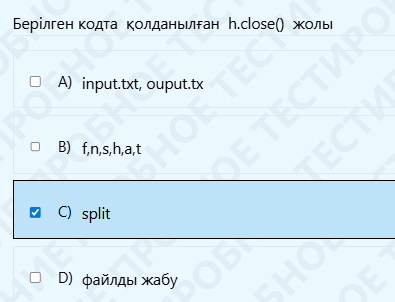 Берілген кодта қолданылған h.close() жолы
A) input.txt, ouput.tx
B) f,n,s,h,a,t
C) split
D) файлды жабу